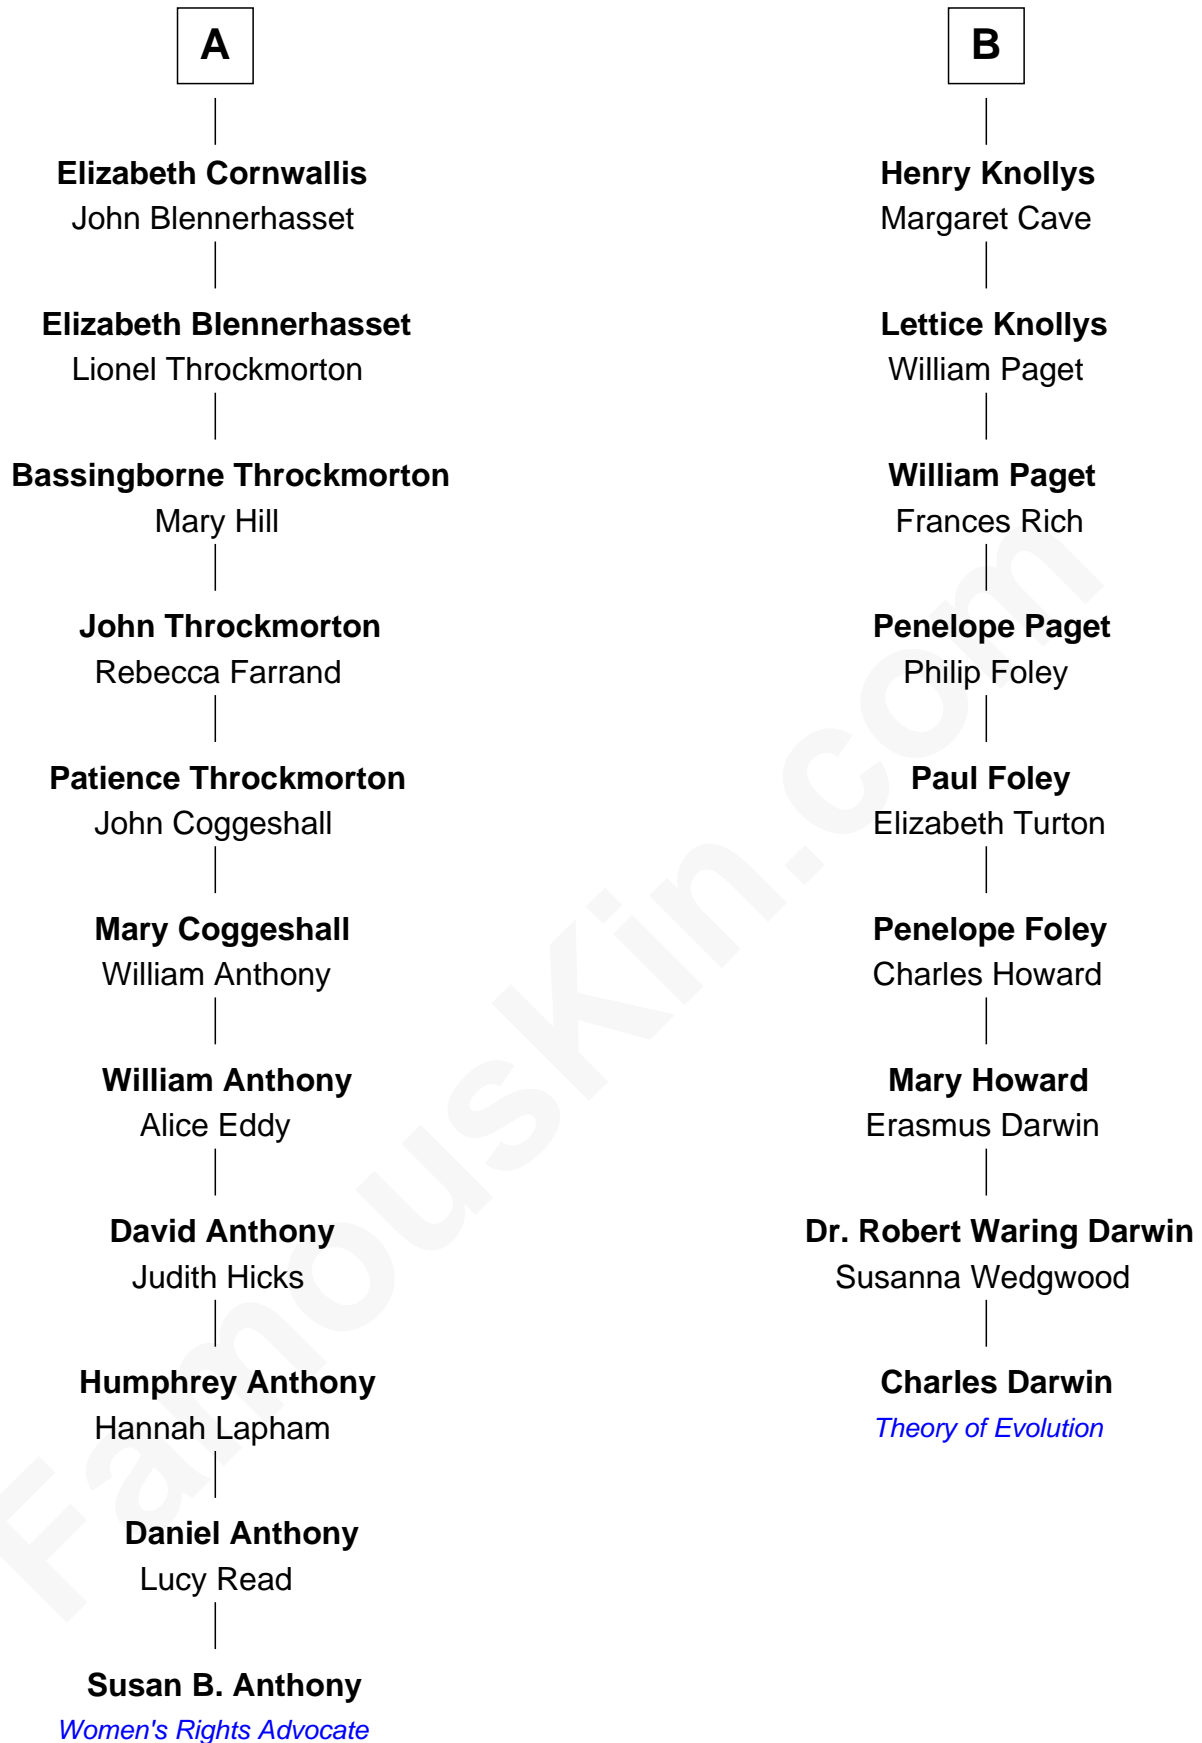 A
Elizabeth Cornwallis
John Blennerhasset
Elizabeth Blennerhasset
Lionel Throckmorton
Bassingborne Throckmorton
Mary Hill
John Throckmorton
Rebecca Farrand
Patience Throckmorton
John Coggeshall
Mary Coggeshall
William Anthony
William Anthony
Alice Eddy
David Anthony
Judith Hicks
Humphrey Anthony
Hannah Lapham
Daniel Anthony
Lucy Read
Susan B. Anthony
Women's Rights Advocate
B
Henry Knollys
Margaret Cave
Lettice Knollys
William Paget
William Paget
Frances Rich
Penelope Paget
Philip Foley
Paul Foley
Elizabeth Turton
Penelope Foley
Charles Howard
Mary Howard
Erasmus Darwin
Dr. Robert Waring Darwin
Susanna Wedgwood
Charles Darwin
Theory of Evolution
FamousKin.com